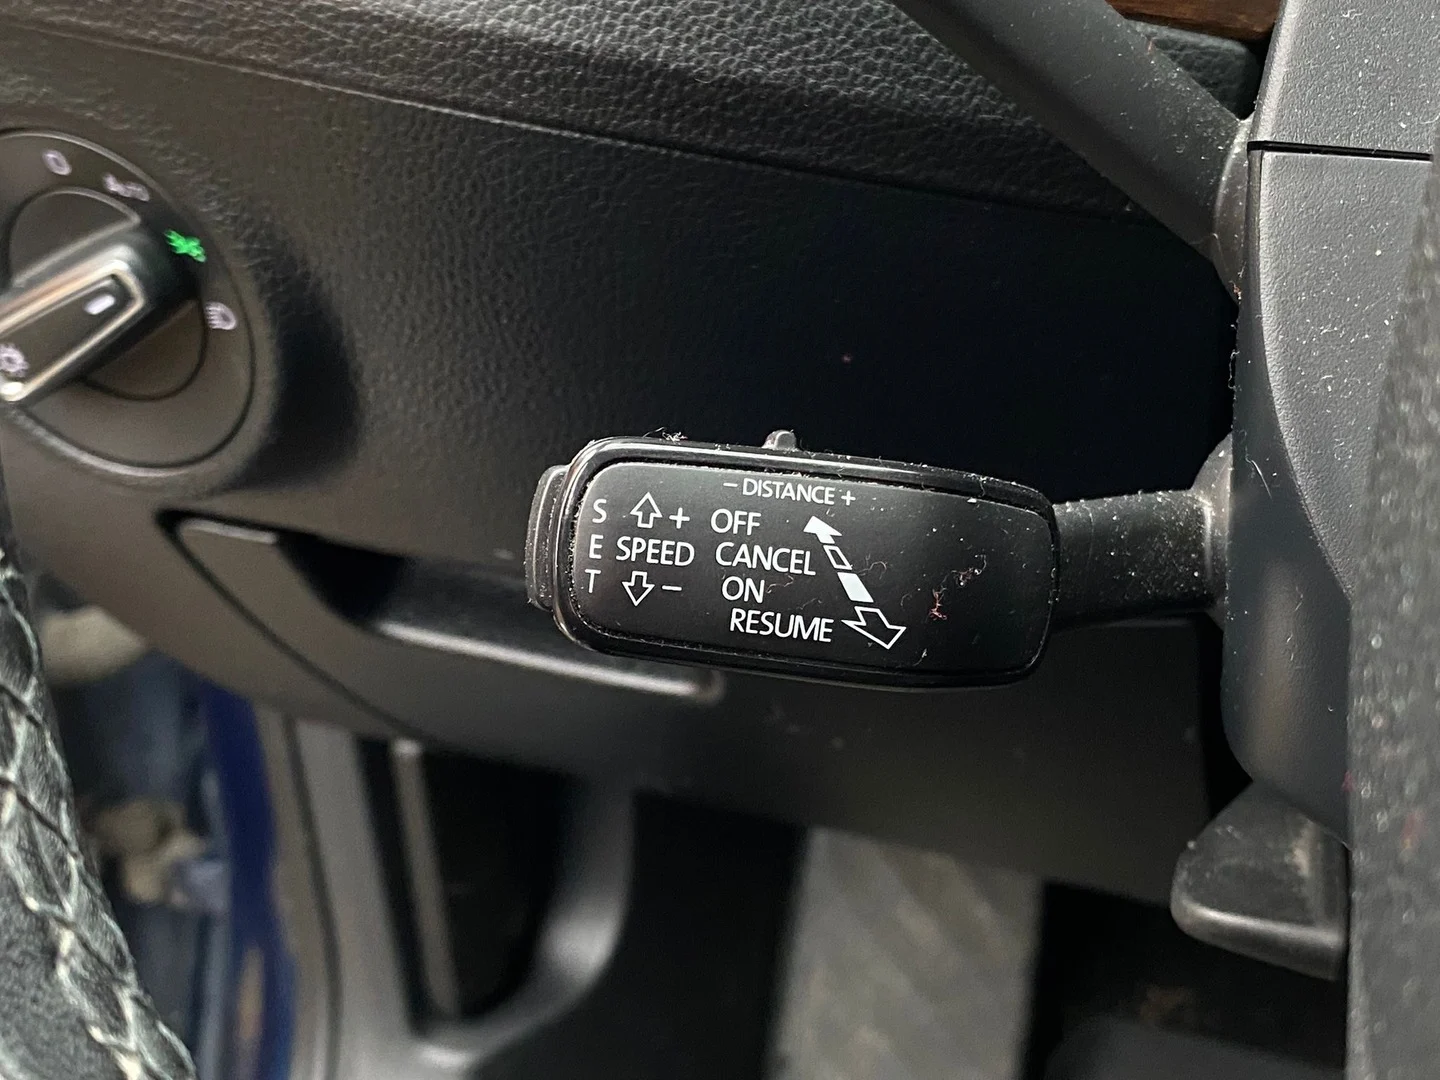 − DISTANCE +
S + OFF
E SPEED CANCEL
T − ON
RESUME